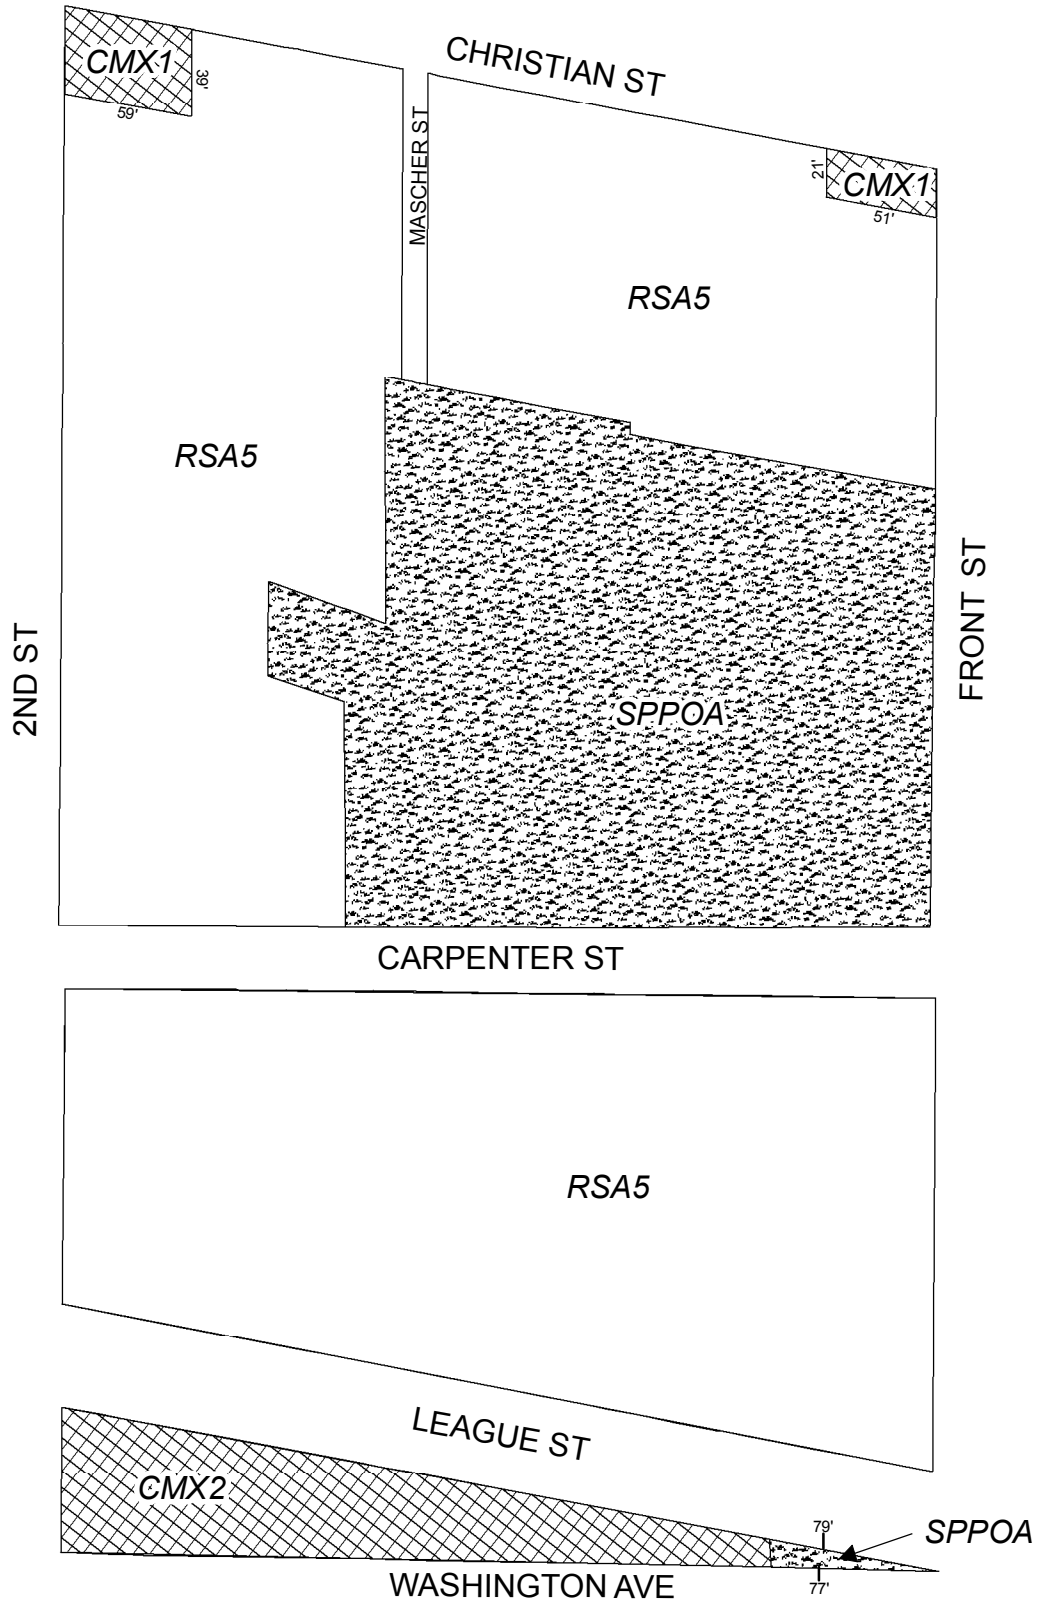 CHRISTIAN ST
CMX1
39'
59'
MASCHER ST
21'
CMX1
51'
RSA5
RSA5
2ND ST
FRONT ST
SPPOA
CARPENTER ST
RSA5
LEAGUE ST
CMX2
79'
SPPOA
77'
WASHINGTON AVE